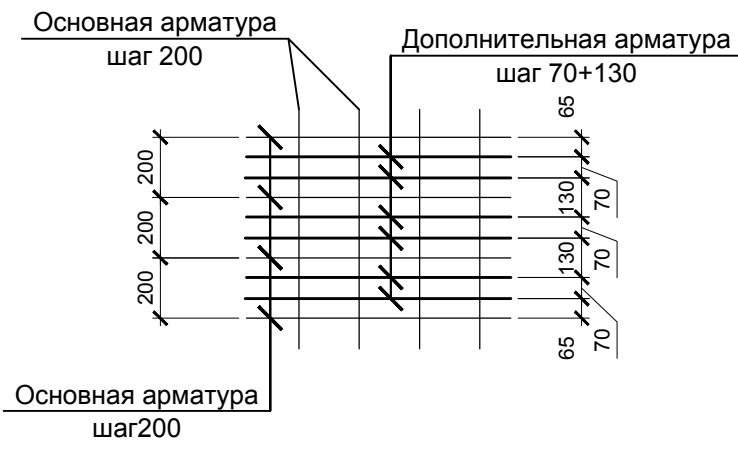 Основная арматура
шаг 200
Дополнительная арматура
шаг 70+130
65
200
200
200
130
70
130
70
65
70
Основная арматура
шаг200